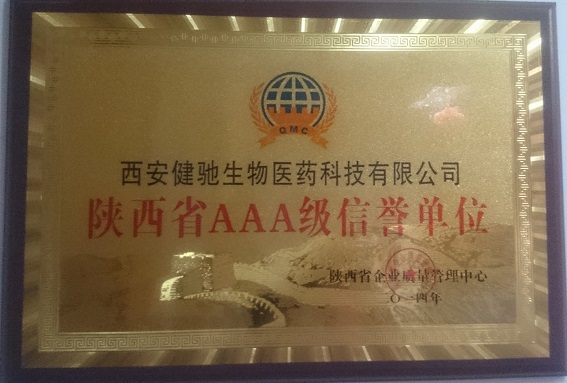 QMC
西安健驰生物医药科技有限公司
陕西省AAA级信誉单位
陕西省企业质量管理中心
二〇一四年